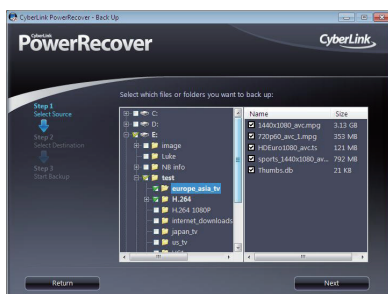 CyberLink PowerRecover - Back Up
CyberLink
PowerRecover
CyberLink
Select which files or folders you want to back up:
Step 1
Select Source
Step 2
Select Destination
Step 3
Start Backup
C:
D:
E:
image
Luke
NB info
test
europe_asia_tv
H.264
H.264 1080P
internet_downloads
japan_tv
us_tv
Name Size
1440x1080_avc.mpg 3.13 GB
720p60_avc_1.mpg 353 MB
HDEuro1080_avc.ts 121 MB
sports_1440x1080_av... 792 MB
Thumbs.db 21 KB
Return
Next